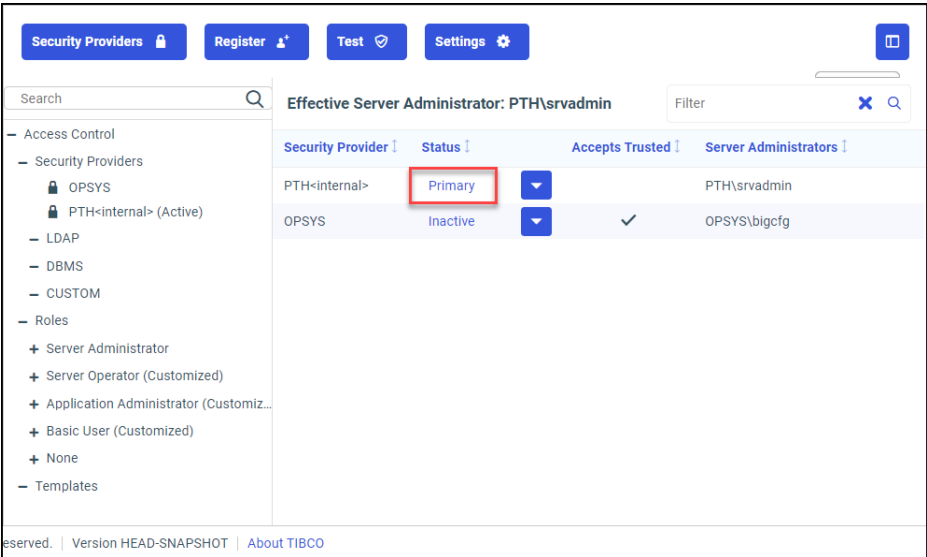 Security Providers Register Test Settings
Search
Effective Server Administrator: PTH\srvadmin
Filter
Access Control
Security Providers
OPSYS
PTH<internal> (Active)
LDAP
DBMS
CUSTOM
Roles
Server Administrator
Server Operator (Customized)
Application Administrator (Customiz...
Basic User (Customized)
None
Templates
Security Provider Status Accepts Trusted Server Administrators
PTH<internal> Primary PTH\srvadmin
OPSYS Inactive OPSYS\bigcfg
eserved. | Version HEAD-SNAPSHOT | About TIBCO